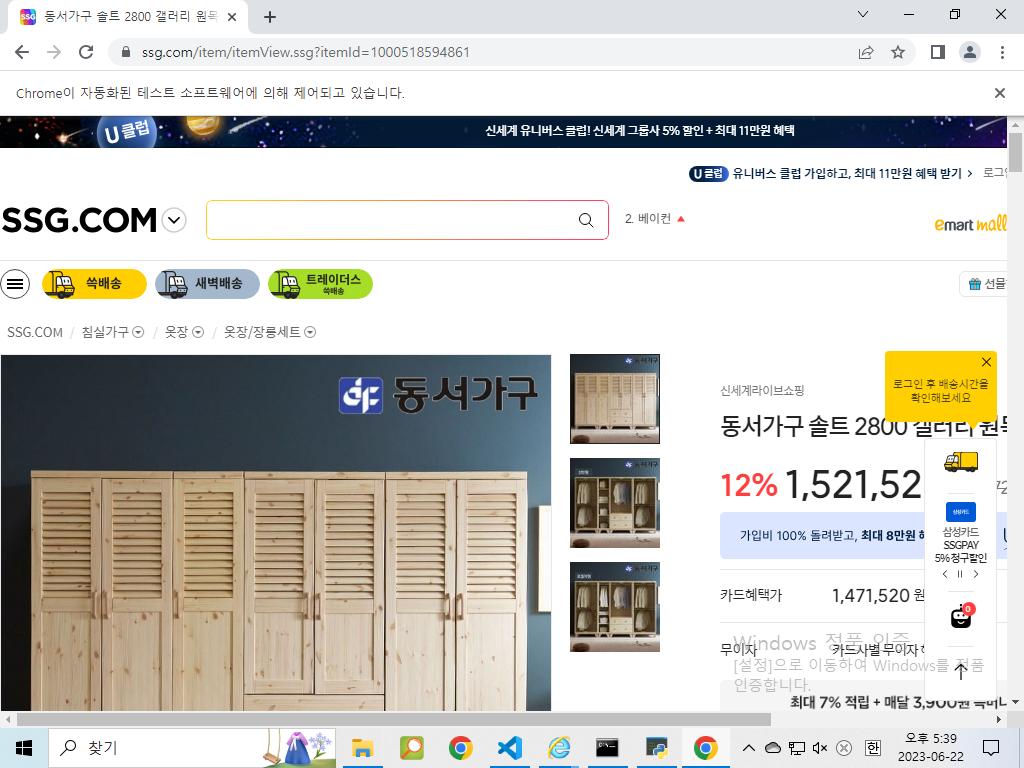 동서가구 솔트 2800 갤러리 원목
ssg.com/item/itemView.ssg?itemId=1000518594861
Chrome이 자동화된 테스트 소프트웨어에 의해 제어되고 있습니다.
U클럽
신세계 유니버스 클럽! 신세계 그룹사 5% 할인 + 최대 11만원 혜택
U클럽 유니버스 클럽 가입하고, 최대 11만원 혜택 받기
SSG.COM
2. 베이컨
emart mall
쓱배송
새벽배송
트레이더스
쓱배송
선물
SSG.COM / 침실가구 / 옷장 / 옷장/장롱세트
동서가구
신세계라이브쇼핑
로그인 후 배송시간을
확인해보세요
동서가구 솔트 2800 갤러리 원목
12% 1,521,52
가입비 100% 돌려받고, 최대 8만원
삼성카드
삼성카드
SSGPAY
5% 청구할인
카드혜택가 1,471,520 원
0
무이자 카드사별 무이자
Windows 정품 인증
[설정]으로 이동하여 Windows를 정품
인증합니다.
최대 7% 적립 + 매달 3,900원
찾기
오후 5:39
한
2023-06-22